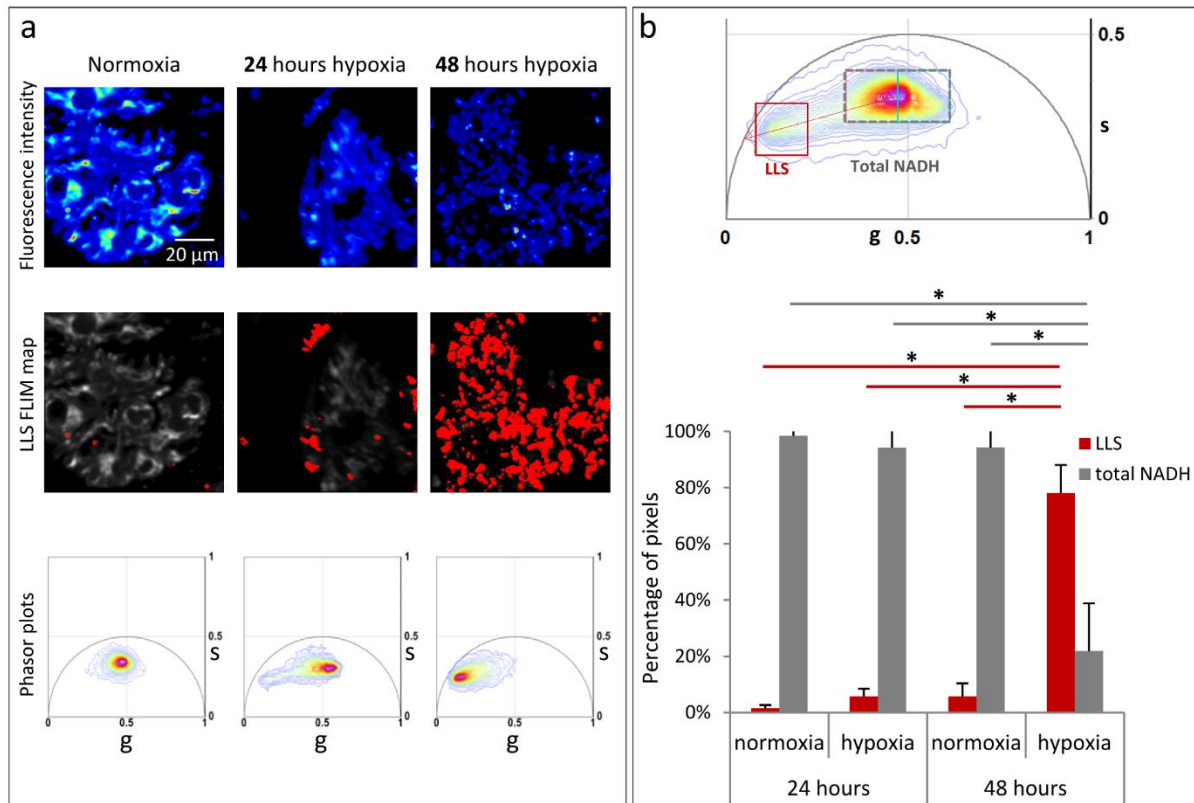 a
Normoxia 24 hours hypoxia 48 hours hypoxia
Fluorescence intensity
20 µm
LLS FLIM map
Phasor plots
1 1 1
0.5 S 0.5 S 0.5 S
0 0 0
0 0.5 1 0 0.5 1 0 0.5 1
g g g
b
0.5
S
LLS Total NADH
0
0 g 0.5 1
*
*
*
*
*
*
Percentage of pixels
100%
80%
60%
40%
20%
0%
LLS
total NADH
normoxia hypoxia normoxia hypoxia
24 hours 48 hours